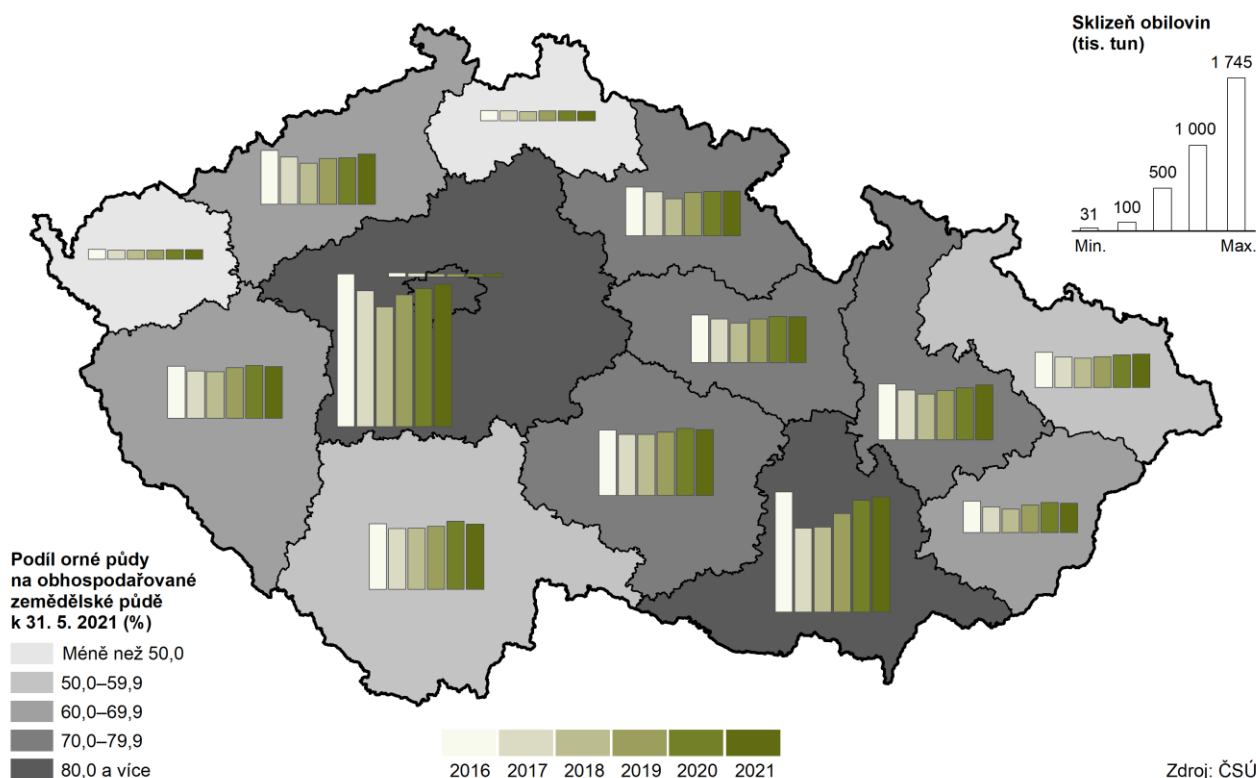 Sklizeň obilovin
(tis. tun)
1 745
1 000
500
100
31
Min.
Max.
Podíl orné půdy
na obhospodařované
zemědělské půdě
k 31. 5. 2021 (%)
Méně než 50,0
50,0–59,9
60,0–69,9
70,0–79,9
80,0 a více
2016 2017 2018 2019 2020 2021
Zdroj: ČSÚ